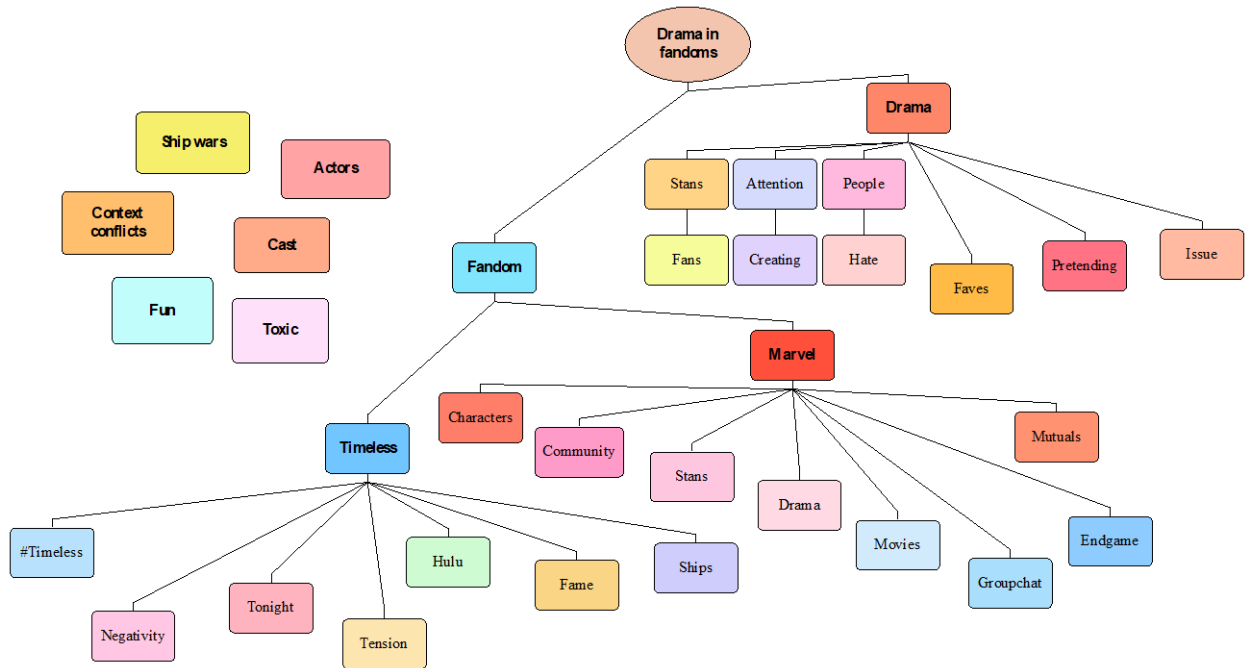 Drama in
fandoms
Drama
Ship wars
Actors
Stans
Attention
People
Context
conflicts
Cast
Fandom
Fans
Creating
Hate
Faves
Pretending
Issue
Fun
Toxic
Marvel
Characters
Community
Stans
Drama
Movies
Groupchat
Endgame
Mutuals
Timeless
#Timeless
Negativity
Tonight
Tension
Hulu
Fame
Ships